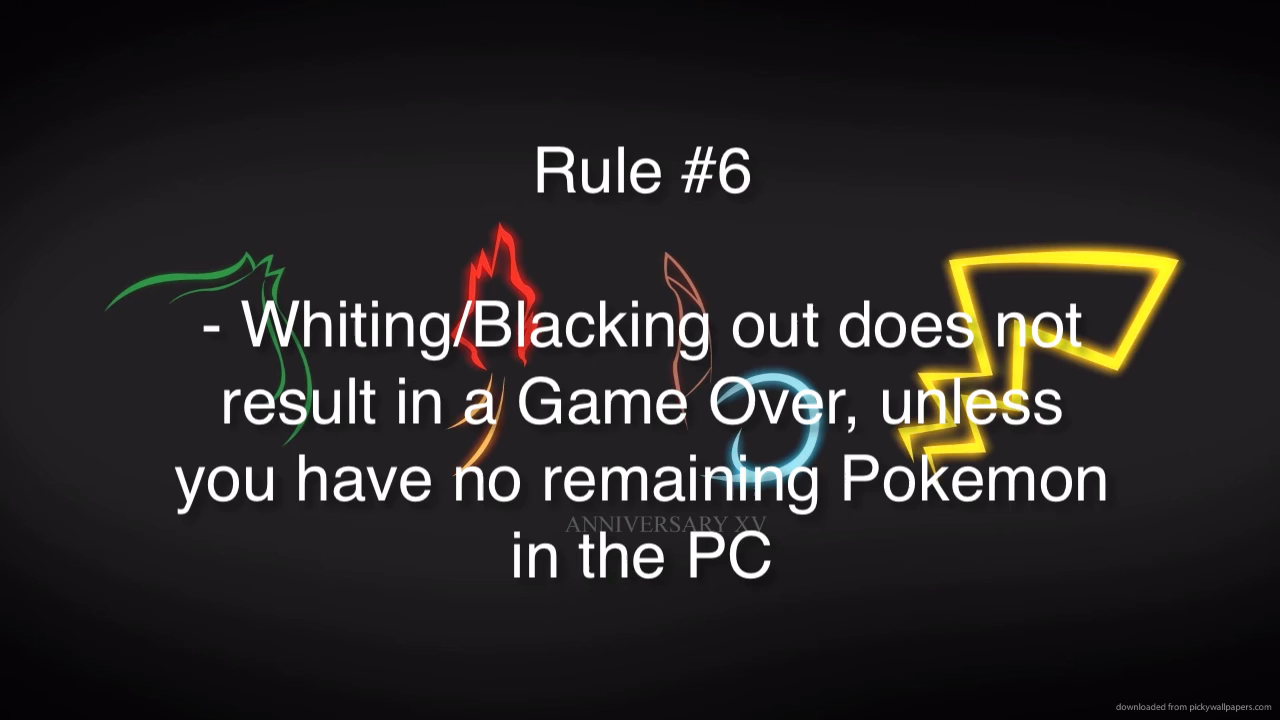 Rule #6
- Whiting/Blacking out does not
result in a Game Over, unless
you have no remaining Pokemon
ANNIVERSARY XV
in the PC
downloaded from pickywallpapers.com